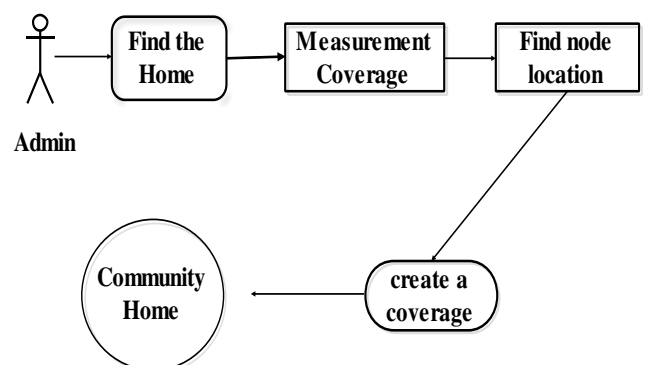 Find the
Home
Measurement
Coverage
Find node
location
Admin
create a
coverage
Community
Home